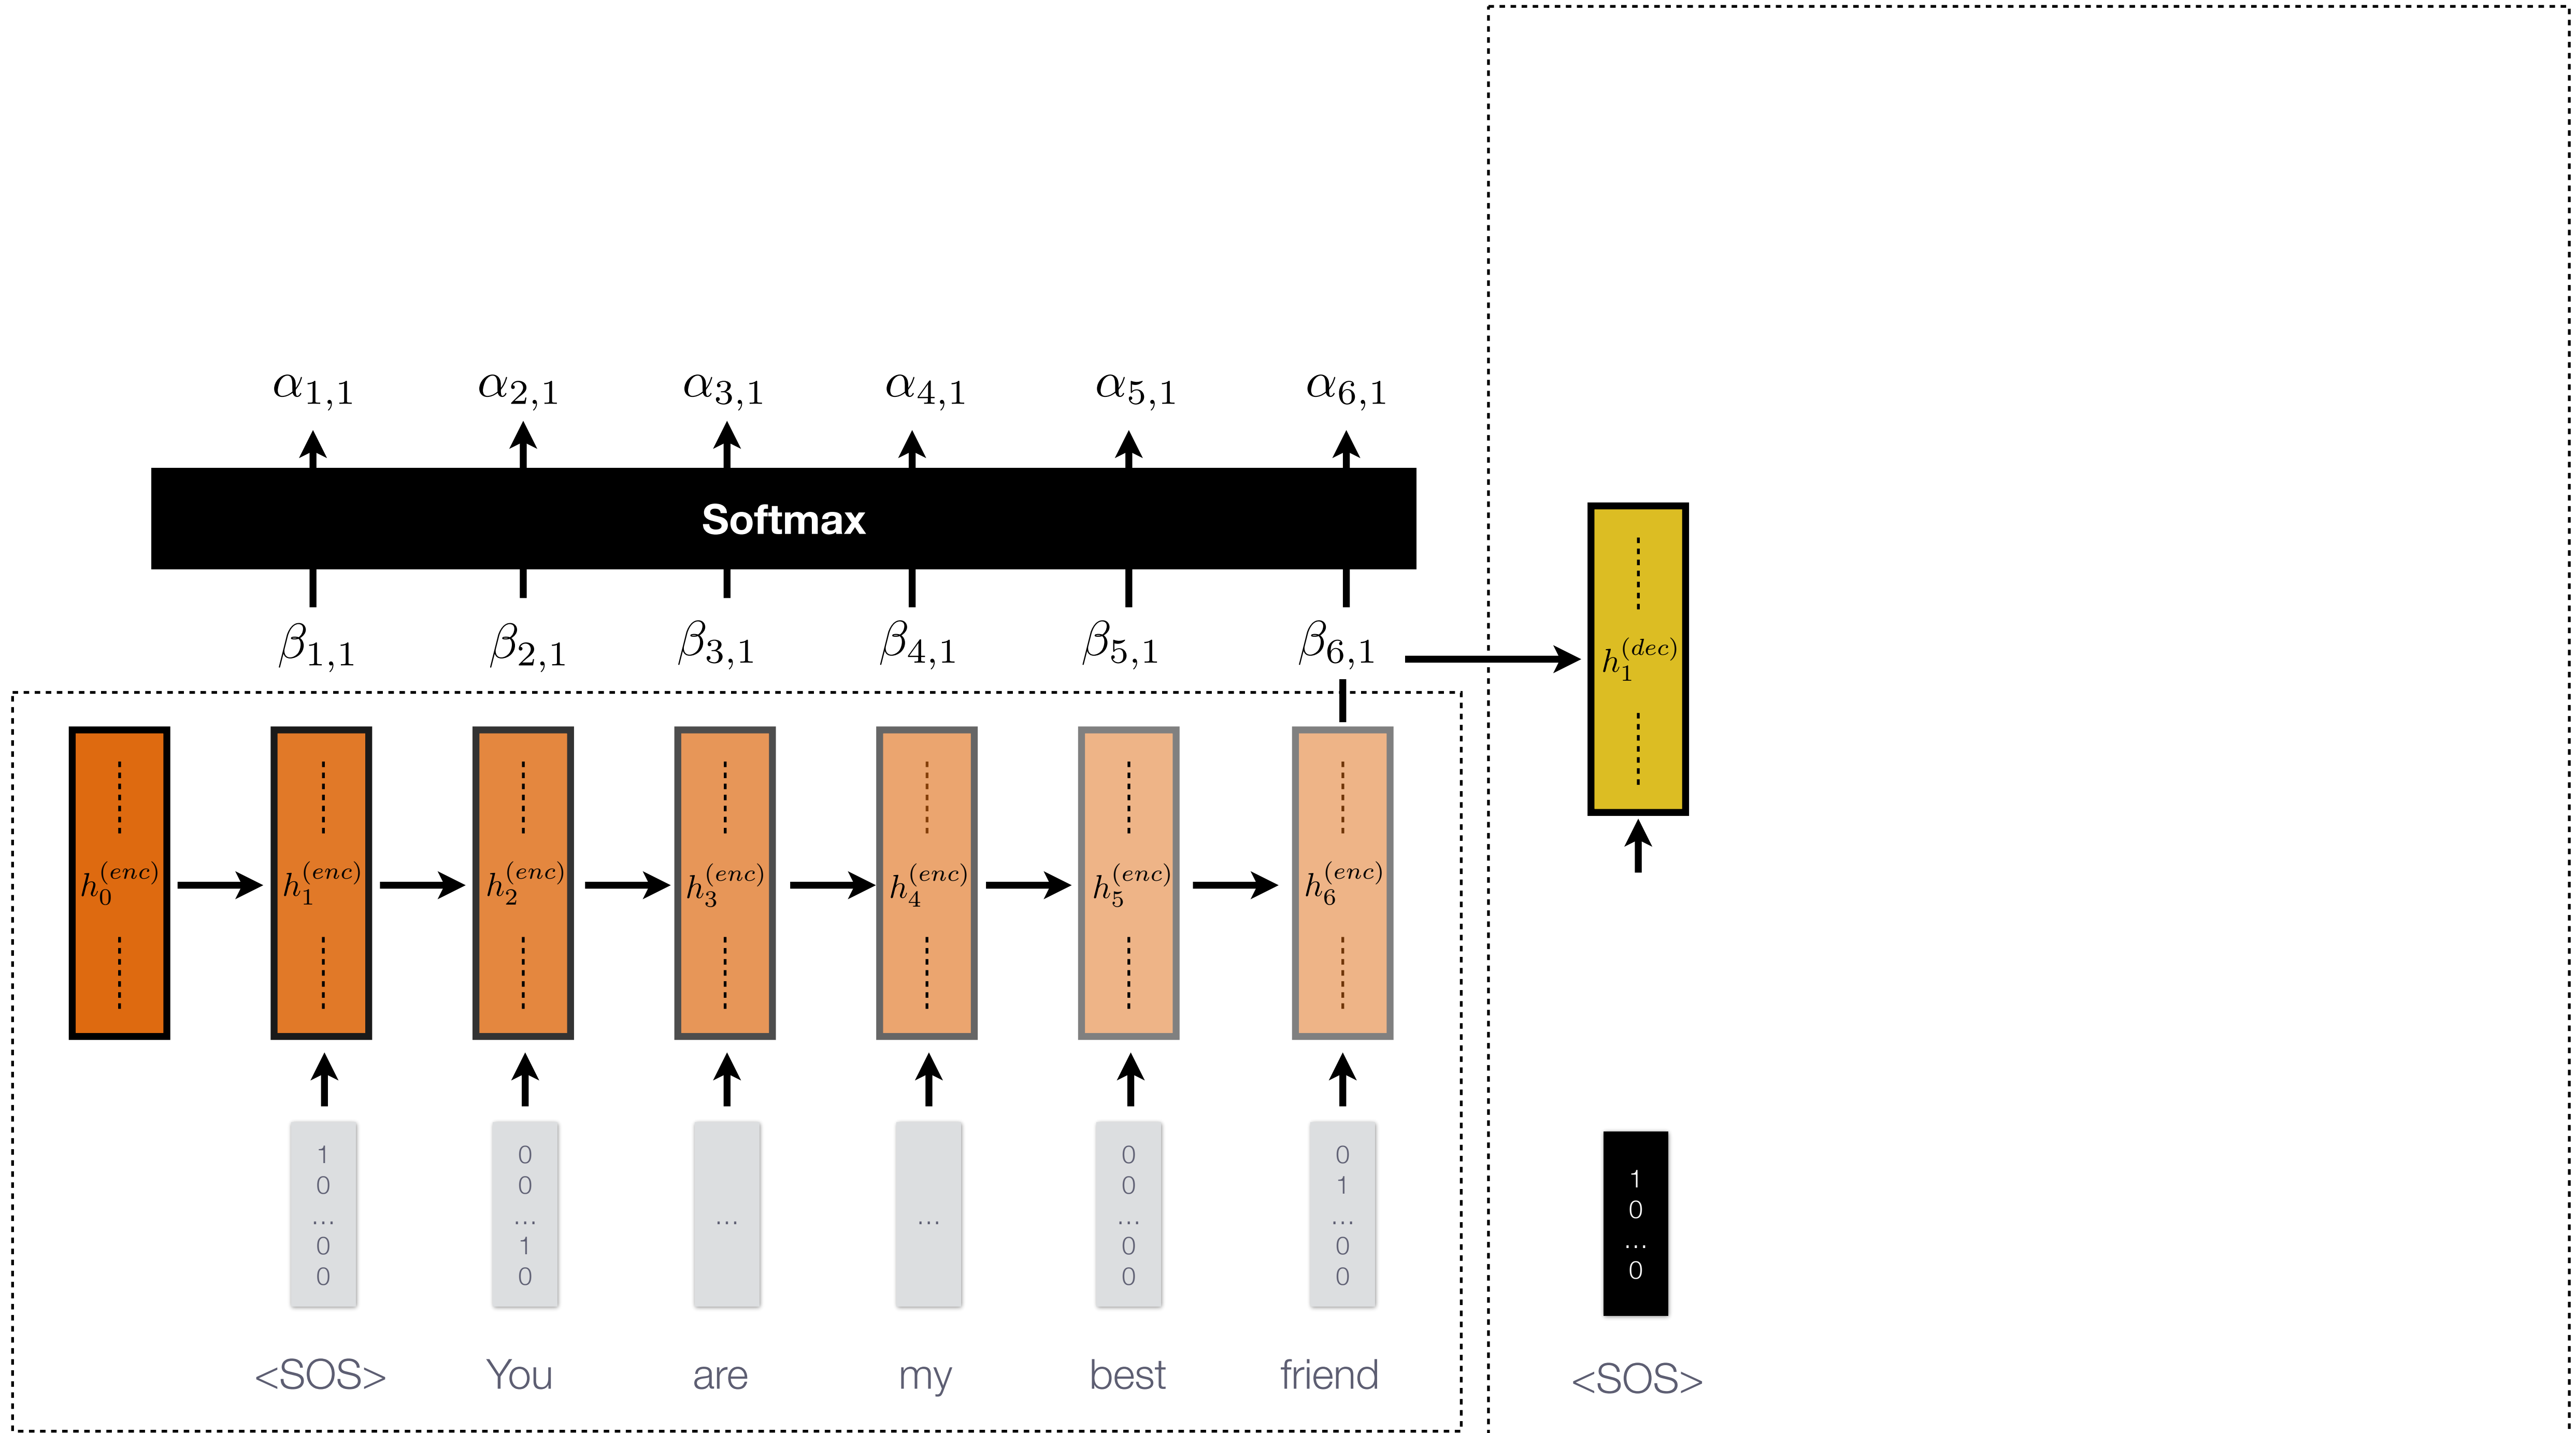 α1,1 α2,1 α3,1 α4,1 α5,1 α6,1
Softmax
β1,1 β2,1 β3,1 β4,1 β5,1 β6,1
h1^(dec)
h0^(enc) h1^(enc) h2^(enc) h3^(enc) h4^(enc) h5^(enc) h6^(enc)
1 0 ... 0 0
0 0 ... 1 0
...
...
0 0 ... 0 0
0 1 ... 0 0
1 0 ... 0
<SOS> You are my best friend
<SOS>